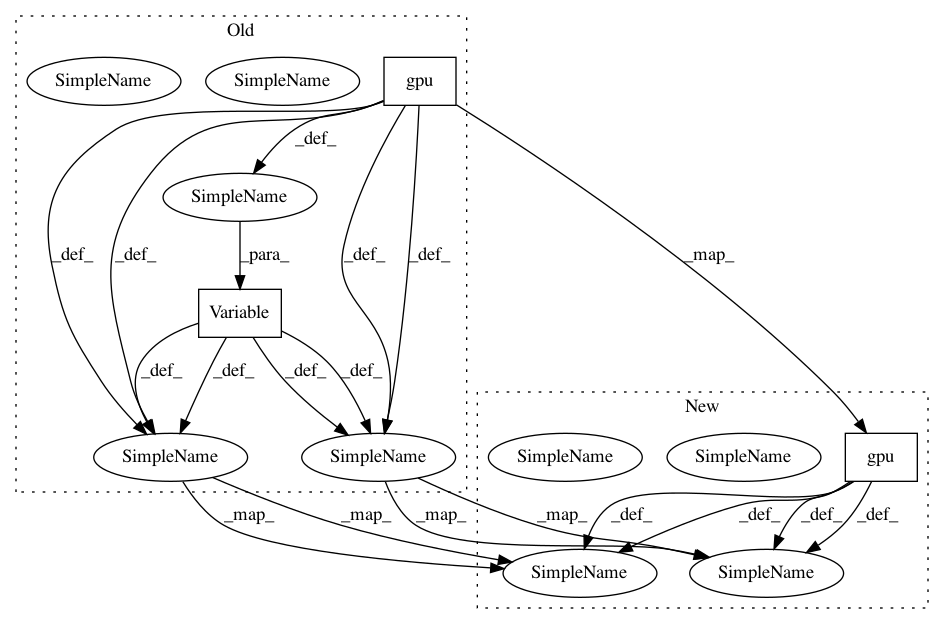 Old
SimpleName
SimpleName
gpu
_def_
SimpleName
_def_
_def_
_para_
_def_
_def_
_map_
Variable
_def_
_def_
_def_
_def_
New
SimpleName
SimpleName
SimpleName
SimpleName
gpu
_map_
_map_
_map_
_map_
_def_
_def_
_def_
_def_
SimpleName
SimpleName